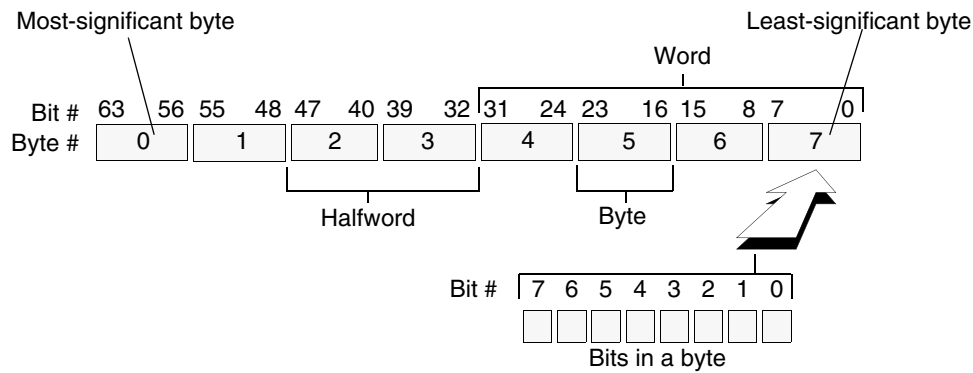 Most-significant byte Least-significant byte
Word
Bit # 63 56 55 48 47 40 39 32 31 24 23 16 15 8 7 0
Byte # 0 1 2 3 4 5 6 7
Halfword Byte
Bit # 7 6 5 4 3 2 1 0
Bits in a byte